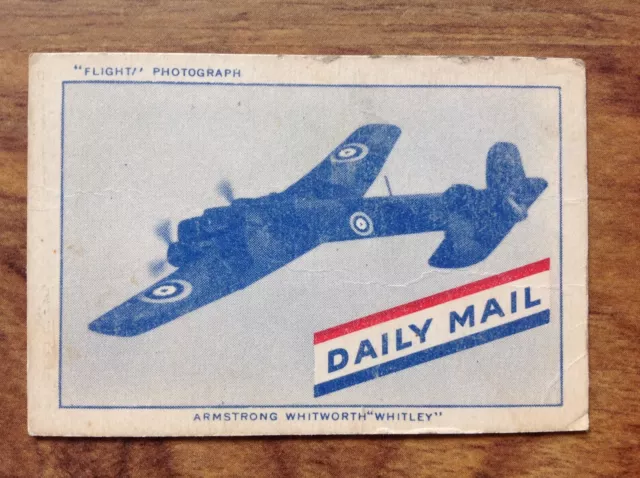 "FLIGHT" PHOTOGRAPH
DAILY MAIL
ARMSTRONG WHITWORTH "WHITLEY"